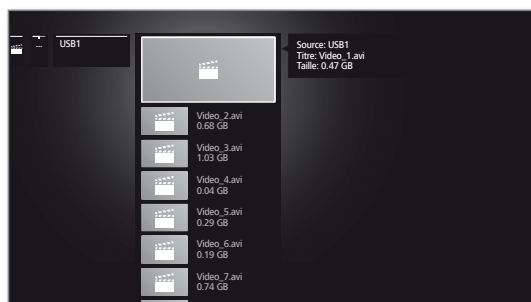 ...
USB1
Source: USB1
Titre: Video_1.avi
Taille: 0.47 GB
Video_2.avi
0.68 GB
Video_3.avi
1.03 GB
Video_4.avi
0.04 GB
Video_5.avi
0.29 GB
Video_6.avi
0.19 GB
Video_7.avi
0.74 GB